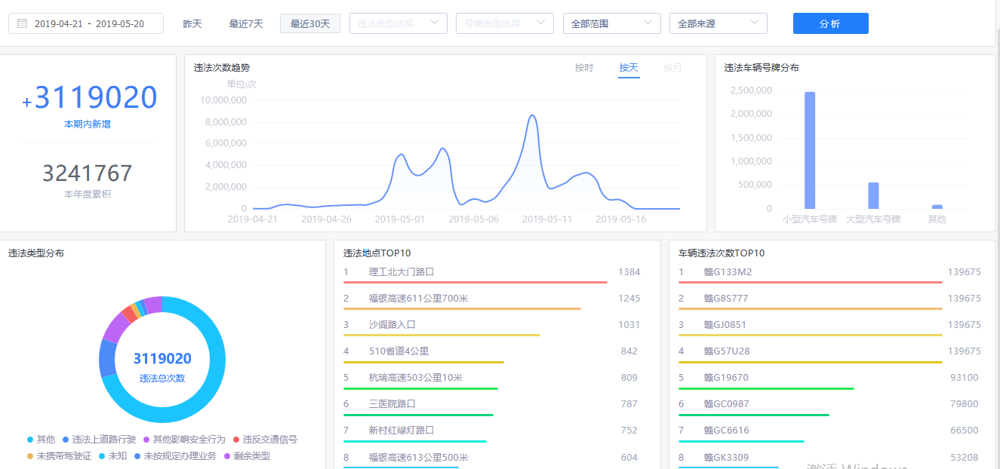 2019-04-21 - 2019-05-20 昨天 最近7天 最近30天 违法类型选择 号牌类型选择 全部范围 全部来源 分析
+3119020
本期内新增
3241767
本年度累积
违法次数趋势 按时 按天 按月
单位:次
10,000,000
8,000,000
6,000,000
4,000,000
2,000,000
0
2019-04-21 2019-04-26 2019-05-01 2019-05-06 2019-05-11 2019-05-16
违法车辆号牌分布
2,500,000
2,000,000
1,500,000
1,000,000
500,000
0
小型汽车号牌 大型汽车号牌 其他
违法类型分布
3119020
违法总次数
其他 违法上道路行驶 其他影响安全行为 违反交通信号
未携带驾驶证 未知 未按规定办理业务 剩余类型
违法地点TOP10
1 理工北大门路口 1384
2 福银高速611公里700米 1245
3 沙阎路入口 1031
4 510省道4公里 842
5 杭瑞高速503公里10米 809
6 三医院路口 787
7 新村红绿灯路口 752
8 福银高速613公里500米 604
车辆违法次数TOP10
1 赣G133M2 139675
2 赣G8S777 139675
3 赣GJ0851 139675
4 赣G57U28 139675
5 赣G19670 93100
6 赣GC0987 79800
7 赣GC6616 66500
8 赣GK3309 53208
激活 Windows